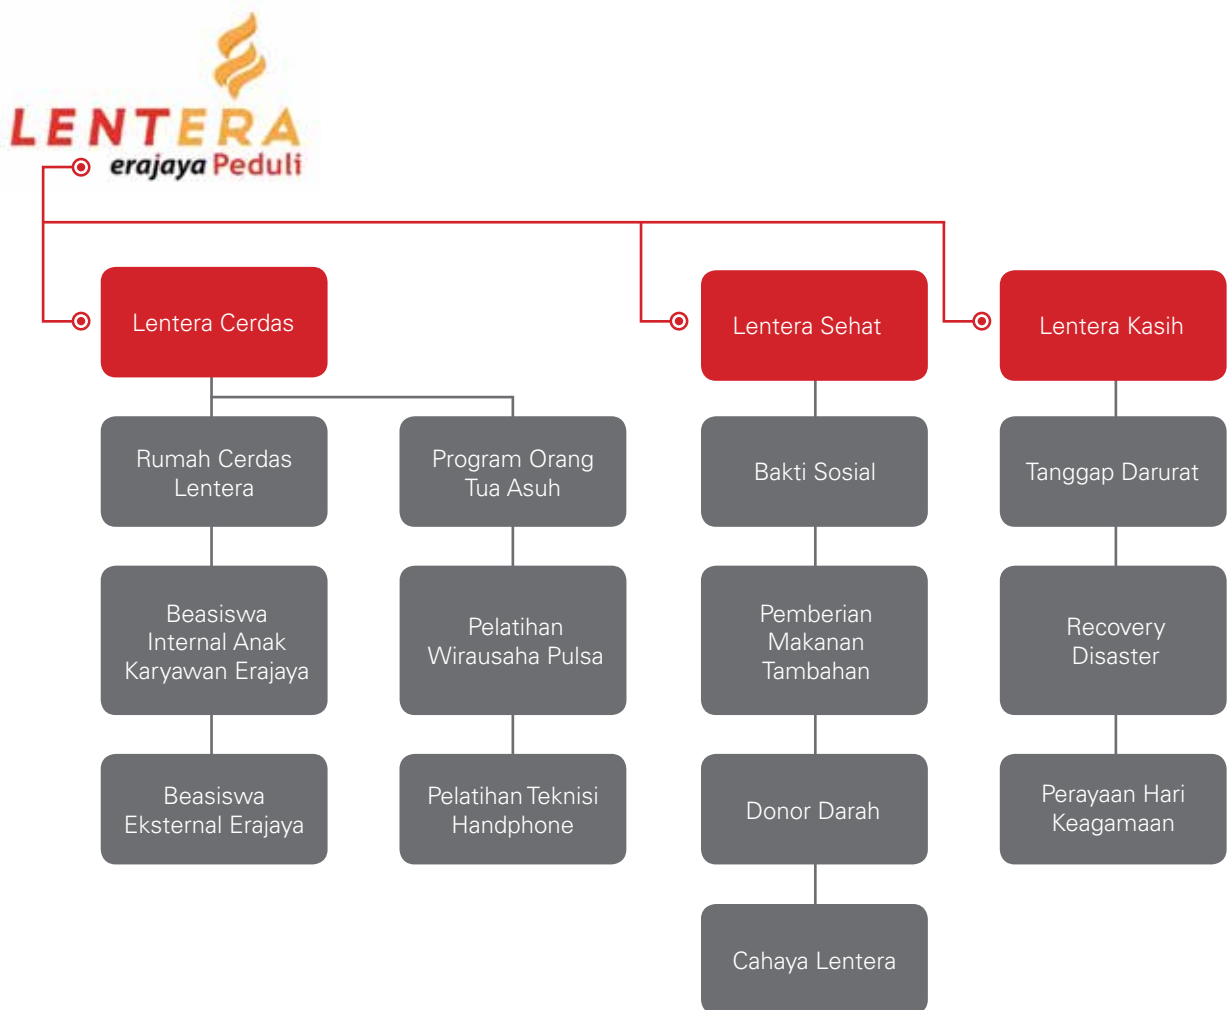 LENTERA
erajaya Peduli
Lentera Cerdas
Rumah Cerdas
Lentera
Beasiswa
Internal Anak
Karyawan Erajaya
Beasiswa
Eksternal Erajaya
Program Orang
Tua Asuh
Pelatihan
Wirausaha Pulsa
Pelatihan Teknisi
Handphone
Lentera Sehat
Bakti Sosial
Pemberian
Makanan
Tambahan
Donor Darah
Cahaya Lentera
Lentera Kasih
Tanggap Darurat
Recovery
Disaster
Perayaan Hari
Keagamaan